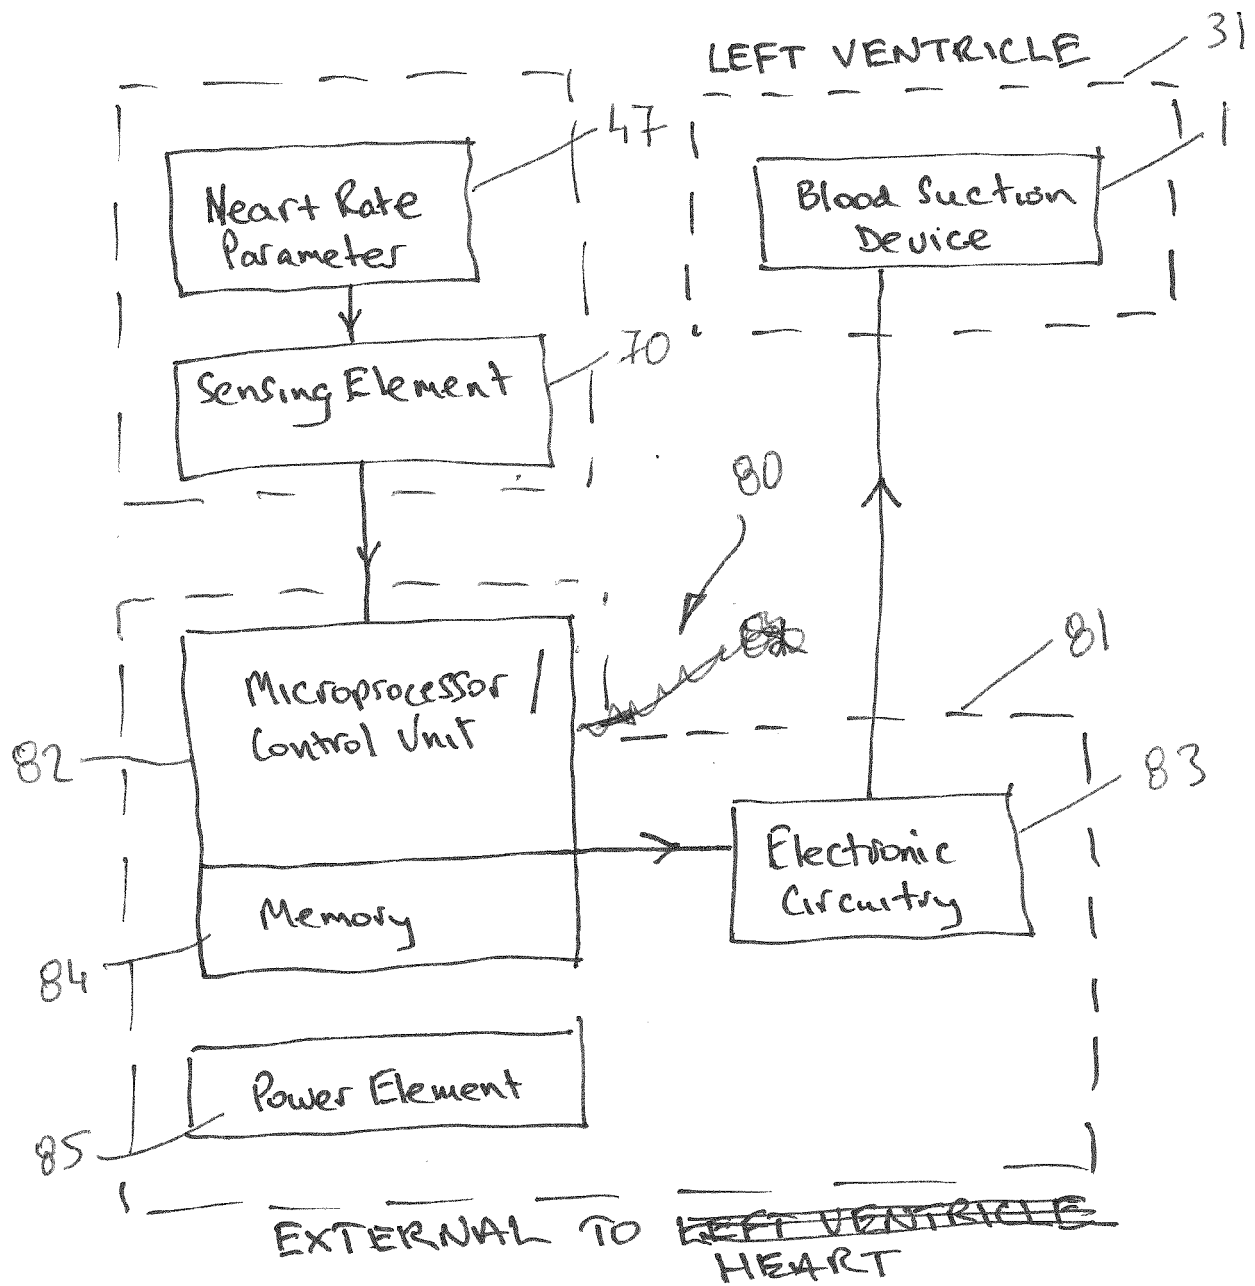 LEFT VENTRICLE
31
47
1
Heart Rate
Parameter
Blood Suction
Device
70
Sensing Element
80
81
Microprocessor /
Control Unit
82
83
Electronic
Circuitry
Memory
84
Power Element
85
EXTERNAL TO LEFT VENTRICLE
HEART